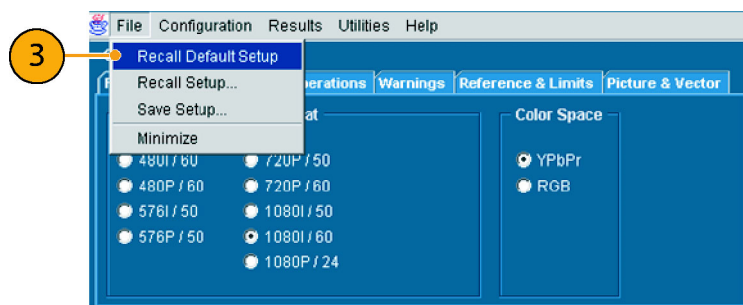 File Configuration Results Utilities Help
3
Recall Default Setup
Recall Setup...
Save Setup...
Minimize
Warnings Reference & Limits Picture & Vector
Color Space
480I / 60 720P / 50 YPbPr
480P / 60 720P / 60 RGB
576I / 50 1080I / 50
576P / 50 1080I / 60
1080P / 24